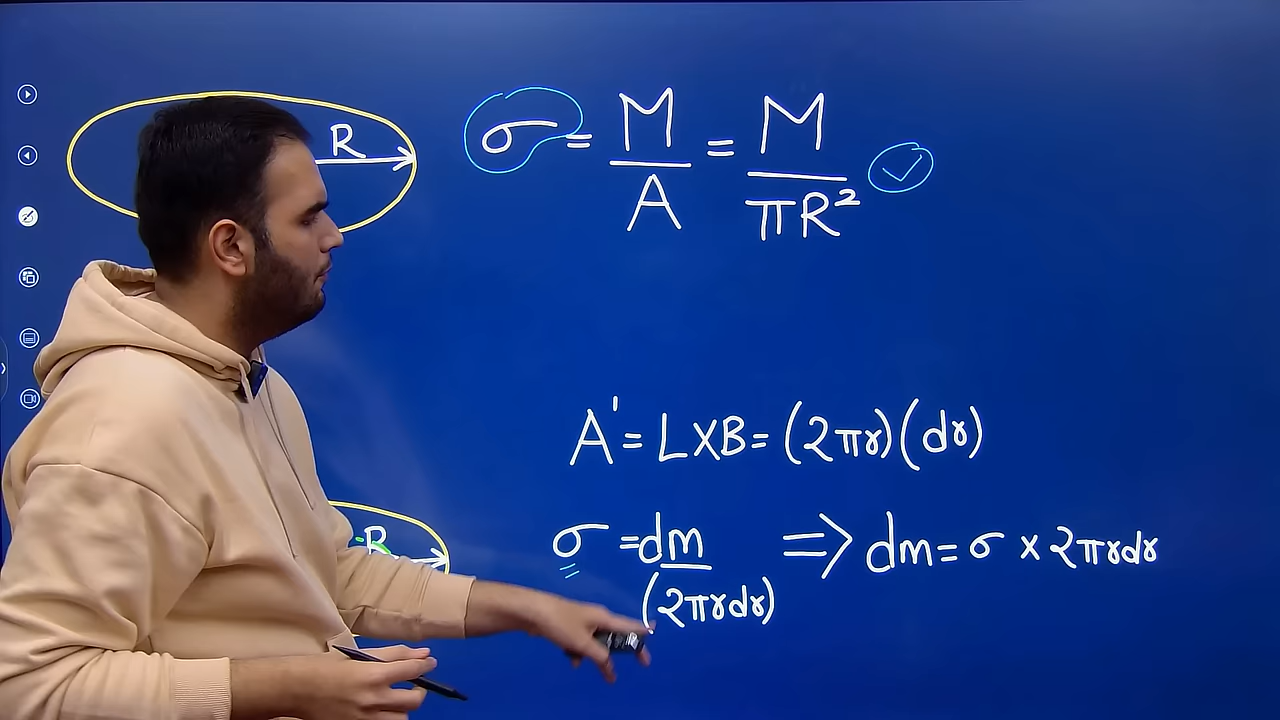 R
σ = M/A = M/πR²
A' = L×B = (2πr)(dr)
R
σ = dm/(2πrdr) => dm = σ × 2πrdr